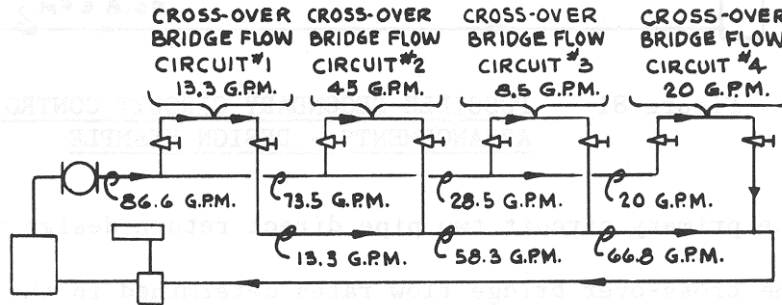 CROSS-OVER
BRIDGE FLOW
CIRCUIT #1
13.3 G.P.M.
CROSS-OVER
BRIDGE FLOW
CIRCUIT #2
45 G.P.M.
CROSS-OVER
BRIDGE FLOW
CIRCUIT #3
8.5 G.P.M.
CROSS-OVER
BRIDGE FLOW
CIRCUIT #4
20 G.P.M.
86.6 G.P.M.
73.5 G.P.M.
28.5 G.P.M.
20 G.P.M.
13.3 G.P.M.
58.3 G.P.M.
66.8 G.P.M.